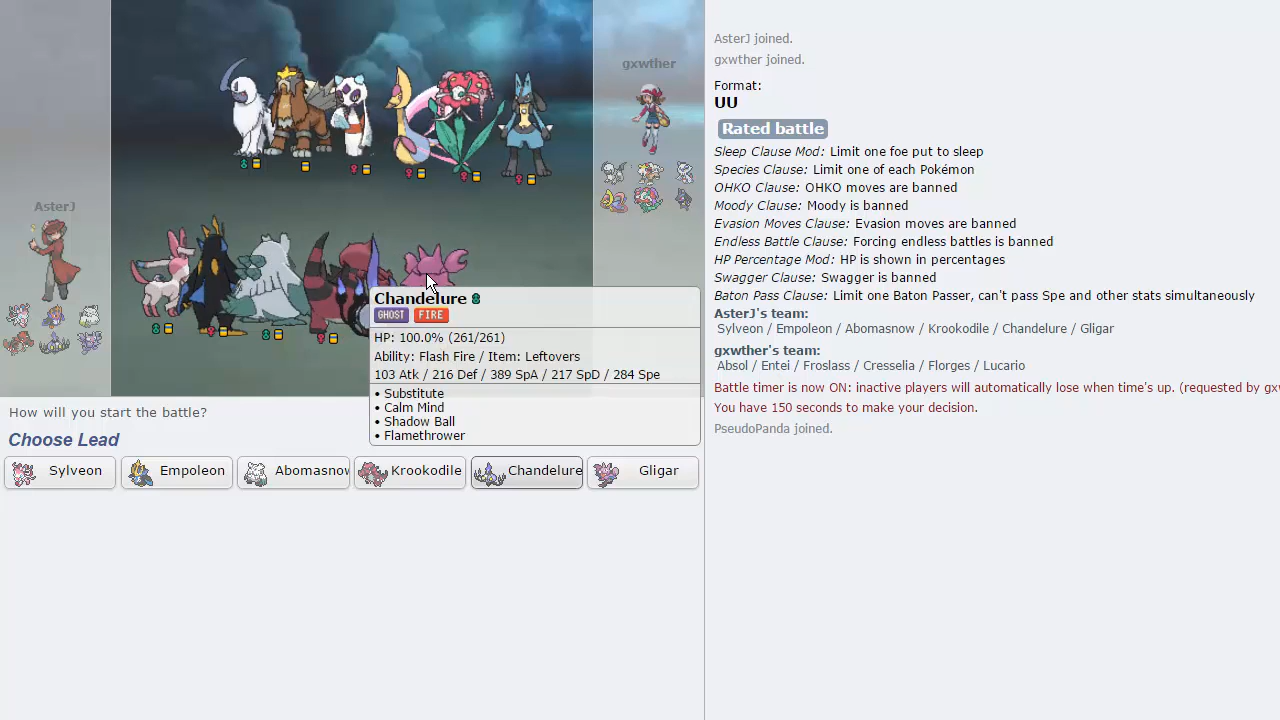 gxwther
AsterJ
Chandelure
GHOST FIRE
HP: 100.0% (261/261)
Ability: Flash Fire / Item: Leftovers
103 Atk / 216 Def / 389 SpA / 217 SpD / 284 Spe
• Substitute
• Calm Mind
• Shadow Ball
• Flamethrower
How will you start the battle?
Choose Lead
Sylveon
Empoleon
Abomasnow
Krookodile
Chandelure
Gligar
AsterJ joined.
gxwther joined.
Format:
UU
Rated battle
Sleep Clause Mod: Limit one foe put to sleep
Species Clause: Limit one of each Pokémon
OHKO Clause: OHKO moves are banned
Moody Clause: Moody is banned
Evasion Moves Clause: Evasion moves are banned
Endless Battle Clause: Forcing endless battles is banned
HP Percentage Mod: HP is shown in percentages
Swagger Clause: Swagger is banned
Baton Pass Clause: Limit one Baton Passer, can't pass Spe and other stats simultaneously
AsterJ's team:
Sylveon / Empoleon / Abomasnow / Krookodile / Chandelure / Gligar
gxwther's team:
Absol / Entei / Froslass / Cresselia / Florges / Lucario
Battle timer is now ON: inactive players will automatically lose when time's up. (requested by gx
You have 150 seconds to make your decision.
PseudoPanda joined.